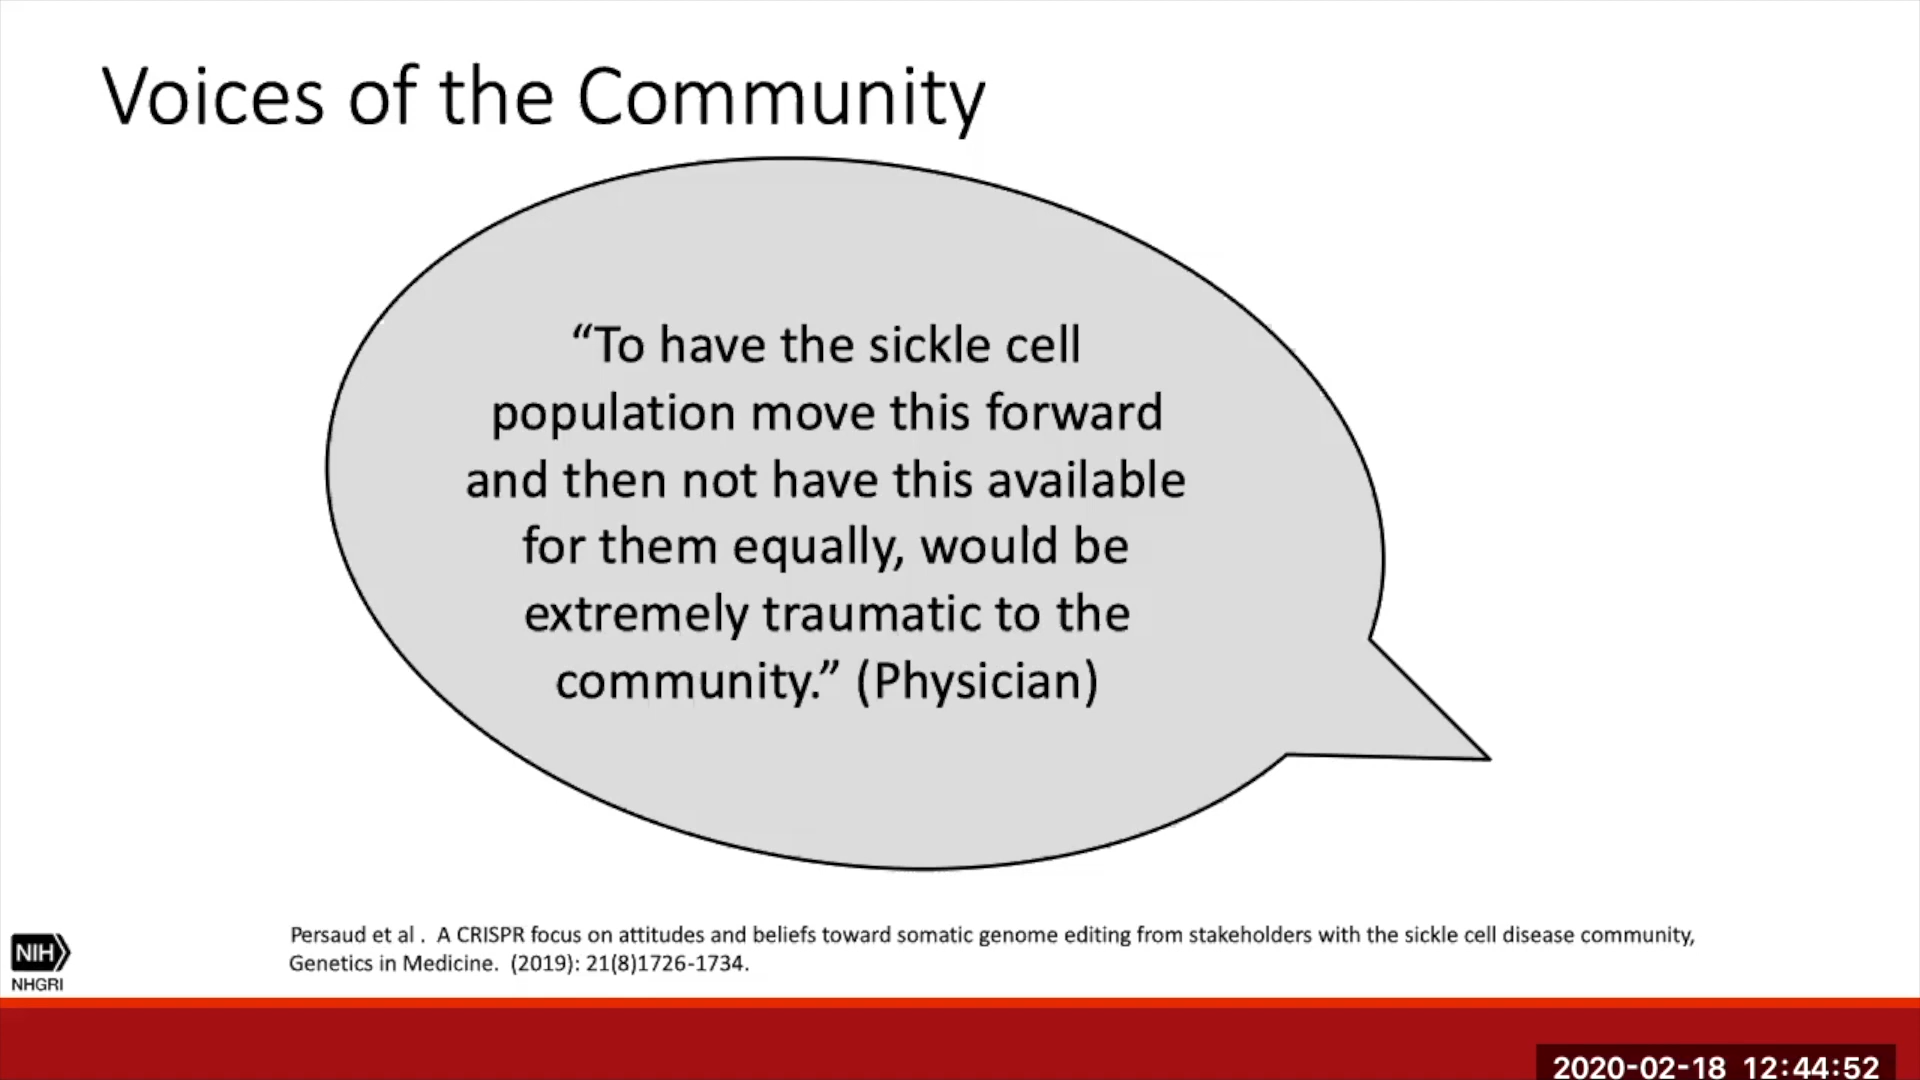 Voices of the Community
“To have the sickle cell
population move this forward
and then not have this available
for them equally, would be
extremely traumatic to the
community.” (Physician)
Persaud et al .  A CRISPR focus on attitudes and beliefs toward somatic genome editing from stakeholders with the sickle cell disease community,
Genetics in Medicine.  (2019): 21(8)1726-1734.
NIH
NHGRI
2020-02-18 12:44:52